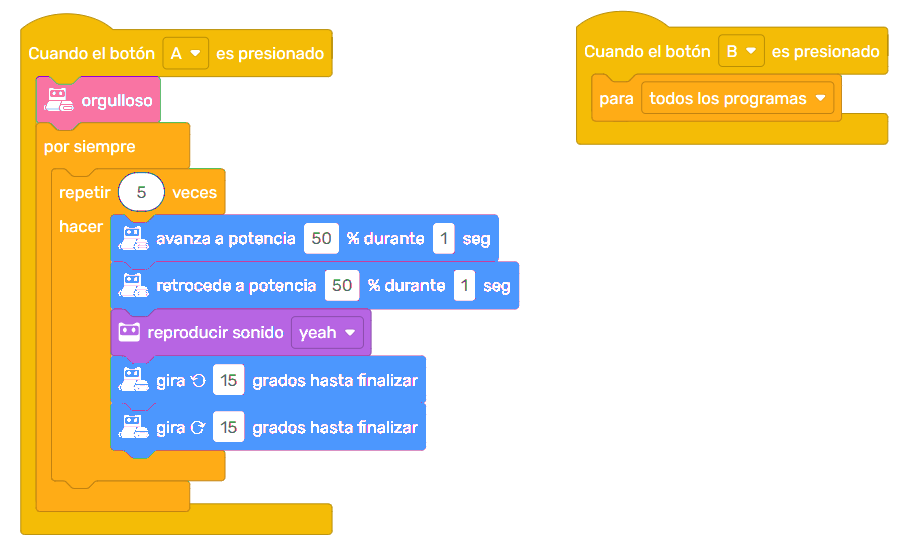 Cuando el botón A es presionado
orgulloso
por siempre
repetir 5 veces
hacer
avanza a potencia 50 % durante 1 seg
retrocede a potencia 50 % durante 1 seg
reproducir sonido yeah
gira 15 grados hasta finalizar
gira 15 grados hasta finalizar
Cuando el botón B es presionado
para todos los programas